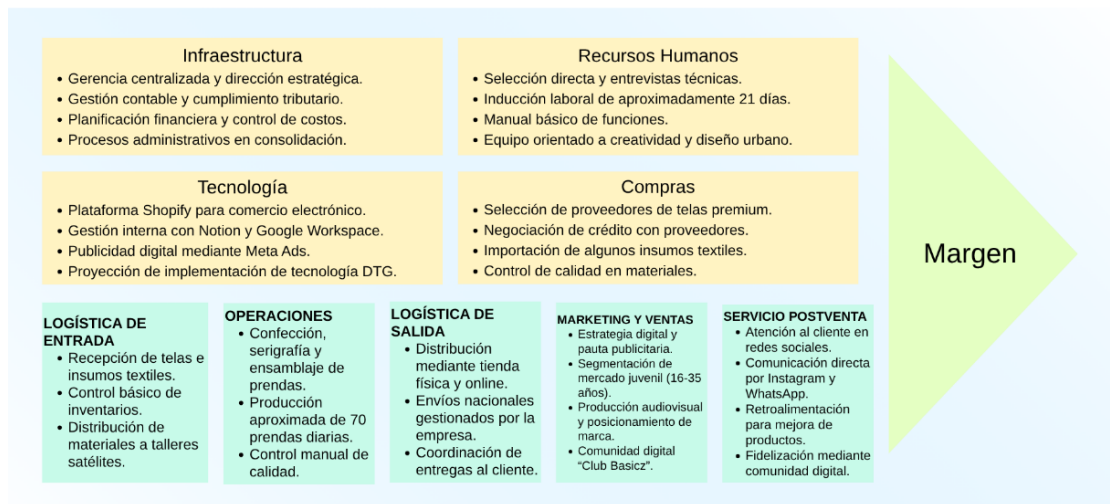 Infraestructura
• Gerencia centralizada y dirección estratégica.
• Gestión contable y cumplimiento tributario.
• Planificación financiera y control de costos.
• Procesos administrativos en consolidación.
Recursos Humanos
• Selección directa y entrevistas técnicas.
• Inducción laboral de aproximadamente 21 días.
• Manual básico de funciones.
• Equipo orientado a creatividad y diseño urbano.
Tecnología
• Plataforma Shopify para comercio electrónico.
• Gestión interna con Notion y Google Workspace.
• Publicidad digital mediante Meta Ads.
• Proyección de implementación de tecnología DTG.
Compras
• Selección de proveedores de telas premium.
• Negociación de crédito con proveedores.
• Importación de algunos insumos textiles.
• Control de calidad en materiales.
LOGÍSTICA DE
ENTRADA
• Recepción de telas e
insumos textiles.
• Control básico de
inventarios.
• Distribución de
materiales a talleres
satélites.
OPERACIONES
• Confección,
serigrafía y
ensamblaje de
prendas.
• Producción
aproximada de 70
prendas diarias.
• Control manual de
calidad.
LOGÍSTICA DE
SALIDA
• Distribución
mediante tienda
física y online.
• Envíos nacionales
gestionados por la
empresa.
• Coordinación de
entregas al cliente.
MARKETING Y VENTAS
• Estrategia digital y
pauta publicitaria.
• Segmentación de
mercado juvenil (16-35
años).
• Producción audiovisual
y posicionamiento de
marca.
• Comunidad digital
“Club Basicz”.
SERVICIO POSTVENTA
• Atención al cliente en
redes sociales.
• Comunicación directa
por Instagram y
WhatsApp.
• Retroalimentación
para mejora de
productos.
• Fidelización mediante
comunidad digital.
Margen